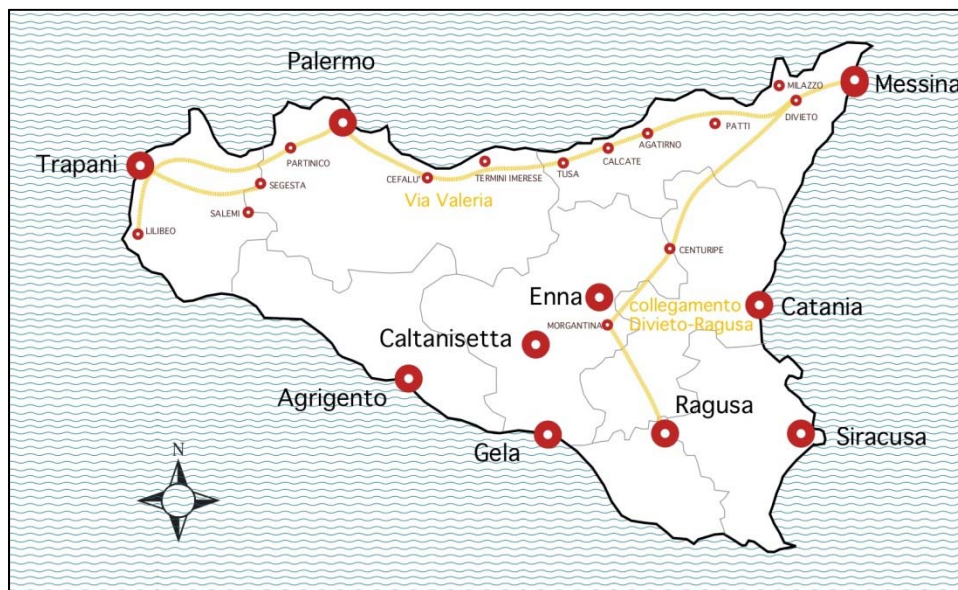 Palermo
Messina
MILAZZO
DIVIETO
PATTI
AGATIRNO
Trapani
PARTINICO
CALCATE
TUSA
TERMINI IMERESE
CEFALU'
SEGESTA
Via Valeria
SALEMI
LILIBEO
CENTURIPE
Enna
collegamento
Divieto-Ragusa
Catania
MORGANTINA
Caltanisetta
Agrigento
Ragusa
Gela
Siracusa
N